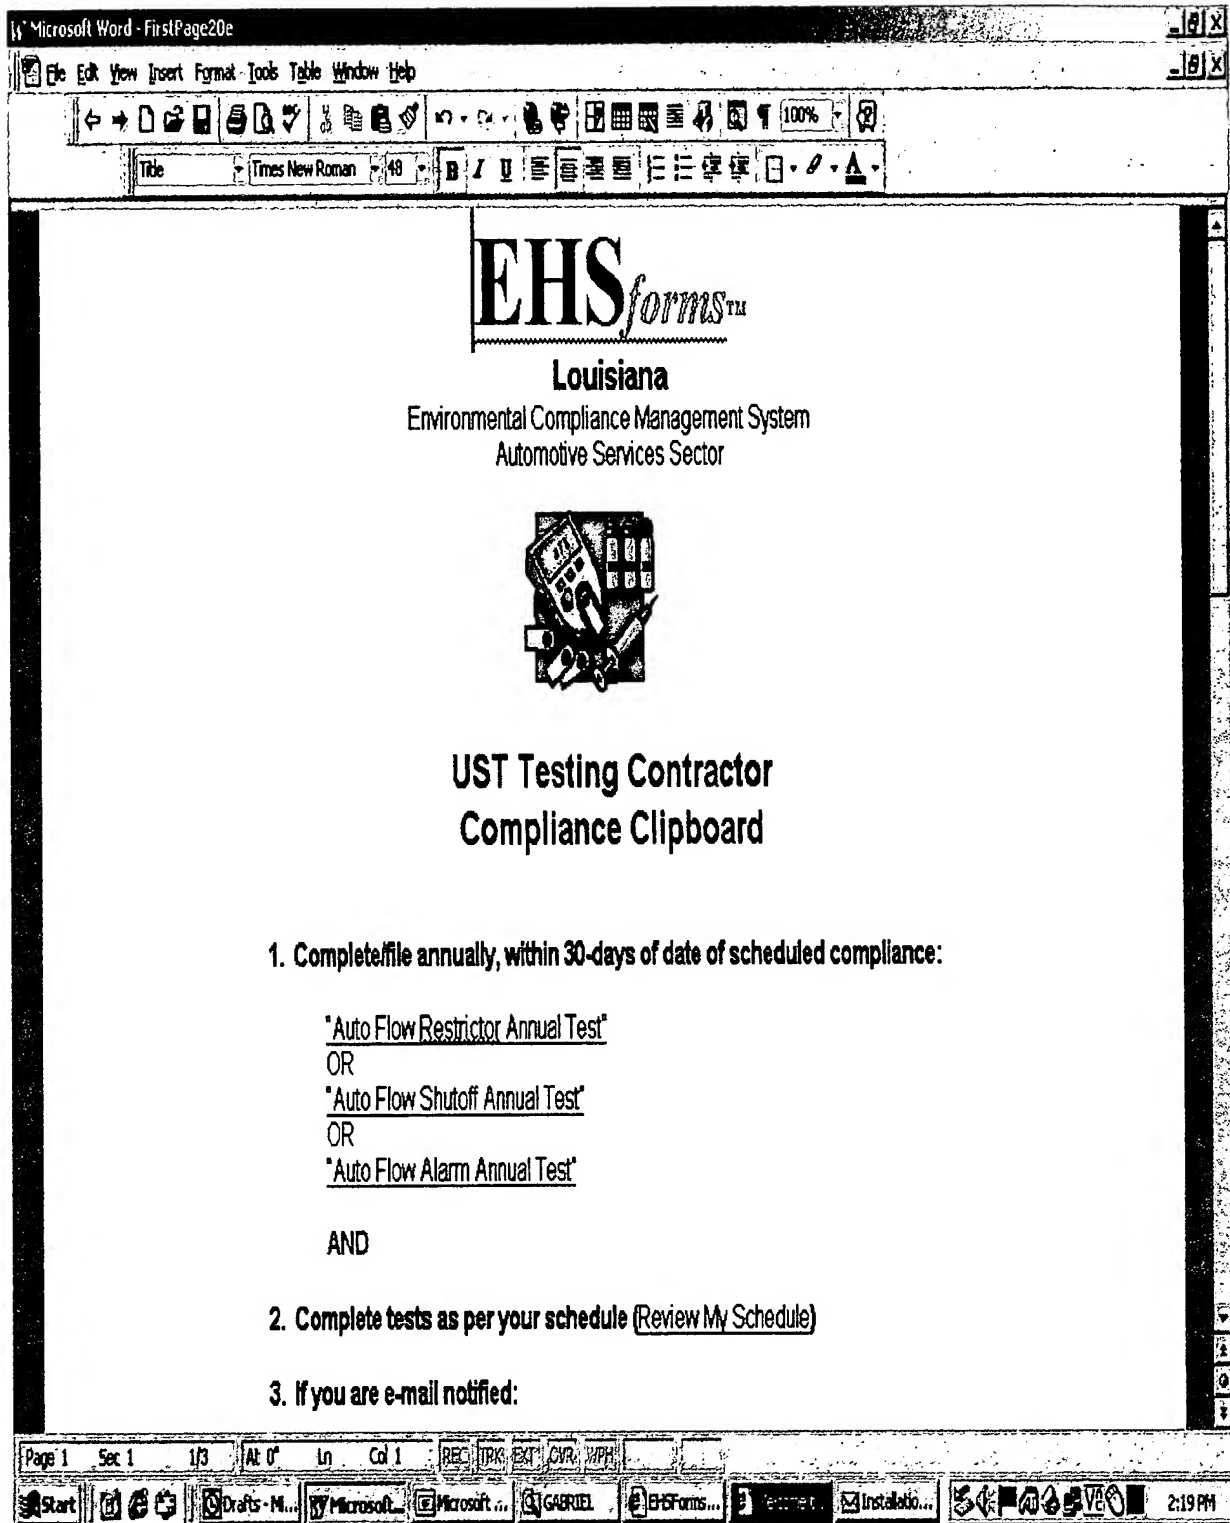 Microsoft Word - FirstPage20e
File Edit View Insert Format Tools Table Window Help
100%
Title Times New Roman 48 B I U A
EHSforms™
Louisiana
Environmental Compliance Management System
Automotive Services Sector
UST Testing Contractor
Compliance Clipboard
1. Complete/file annually, within 30-days of date of scheduled compliance:
"Auto Flow Restrictor Annual Test"
OR
"Auto Flow Shutoff Annual Test"
OR
"Auto Flow Alarm Annual Test"
AND
2. Complete tests as per your schedule (Review My Schedule)
3. If you are e-mail notified:
Page 1 Sec 1 1/3 At 0" Ln Col 1 REC TRK EXT OVR WPH
Start Drafts - Mi... Microsoft... Microsoft ... GABRIEL EHSForms... Installatio... 2:19 PM